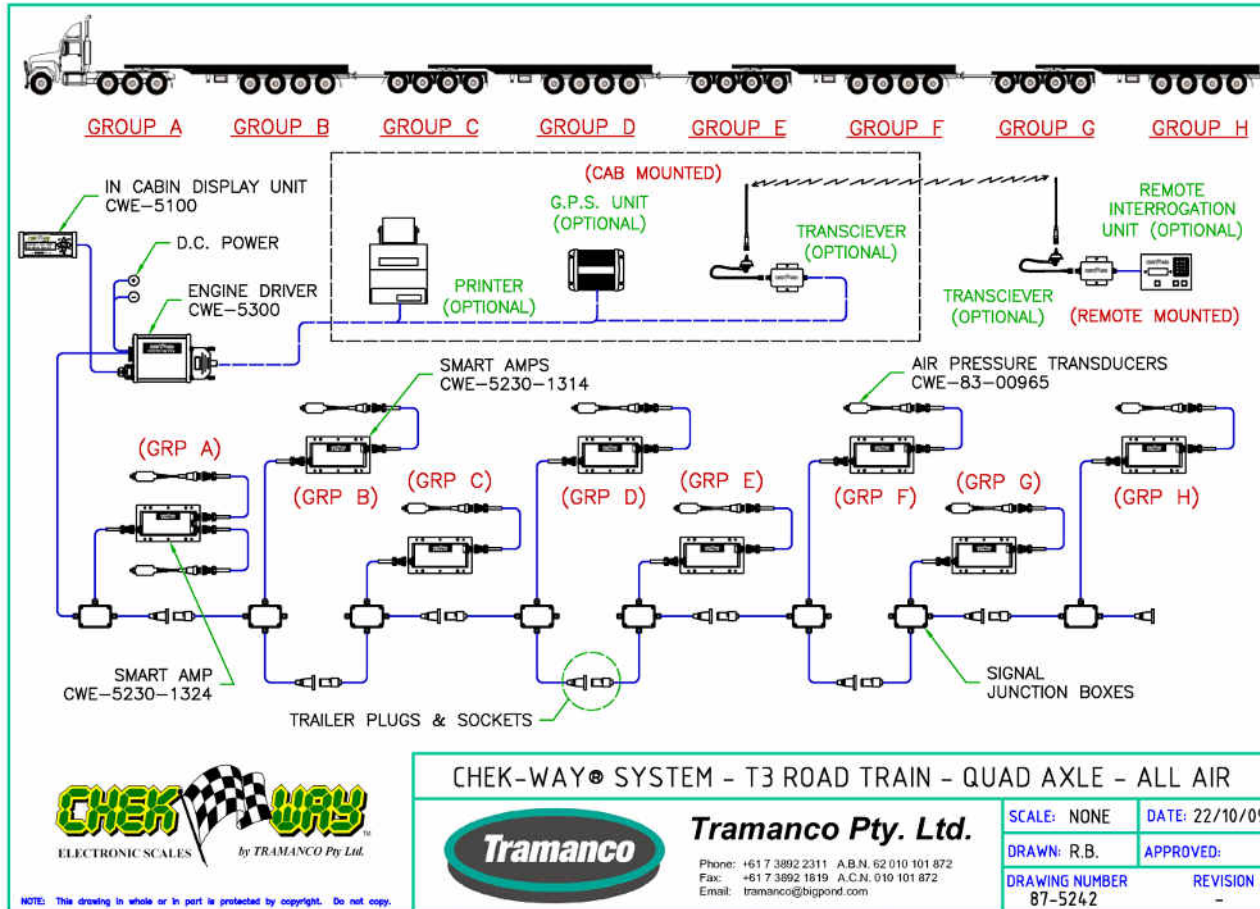 GROUP A
GROUP B
GROUP C
GROUP D
GROUP E
GROUP F
GROUP G
GROUP H
IN CABIN DISPLAY UNIT
CWE-5100
D.C. POWER
ENGINE DRIVER
CWE-5300
(CAB MOUNTED)
G.P.S. UNIT
(OPTIONAL)
PRINTER
(OPTIONAL)
TRANSCIEVER
(OPTIONAL)
REMOTE
INTERROGATION
UNIT (OPTIONAL)
TRANSCIEVER
(OPTIONAL)
(REMOTE MOUNTED)
SMART AMPS
CWE-5230-1314
AIR PRESSURE TRANSDUCERS
CWE-83-00965
(GRP A)
(GRP B)
(GRP C)
(GRP D)
(GRP E)
(GRP F)
(GRP G)
(GRP H)
SMART AMP
CWE-5230-1324
TRAILER PLUGS & SOCKETS
SIGNAL
JUNCTION BOXES
CHEK WAY
TM
ELECTRONIC SCALES by TRAMANCO Pty Ltd.
NOTE: This drawing in whole or in part is protected by copyright. Do not copy.
CHEK-WAY® SYSTEM - T3 ROAD TRAIN - QUAD AXLE - ALL AIR
Tramanco
Tramanco Pty. Ltd.
Phone: +61 7 3892 2311 A.B.N. 62 010 101 872
Fax: +61 7 3892 1819 A.C.N. 010 101 872
Email: tramanco@bigpond.com
SCALE: NONE
DATE: 22/10/09
DRAWN: R.B.
APPROVED:
DRAWING NUMBER
87-5242
REVISION
-